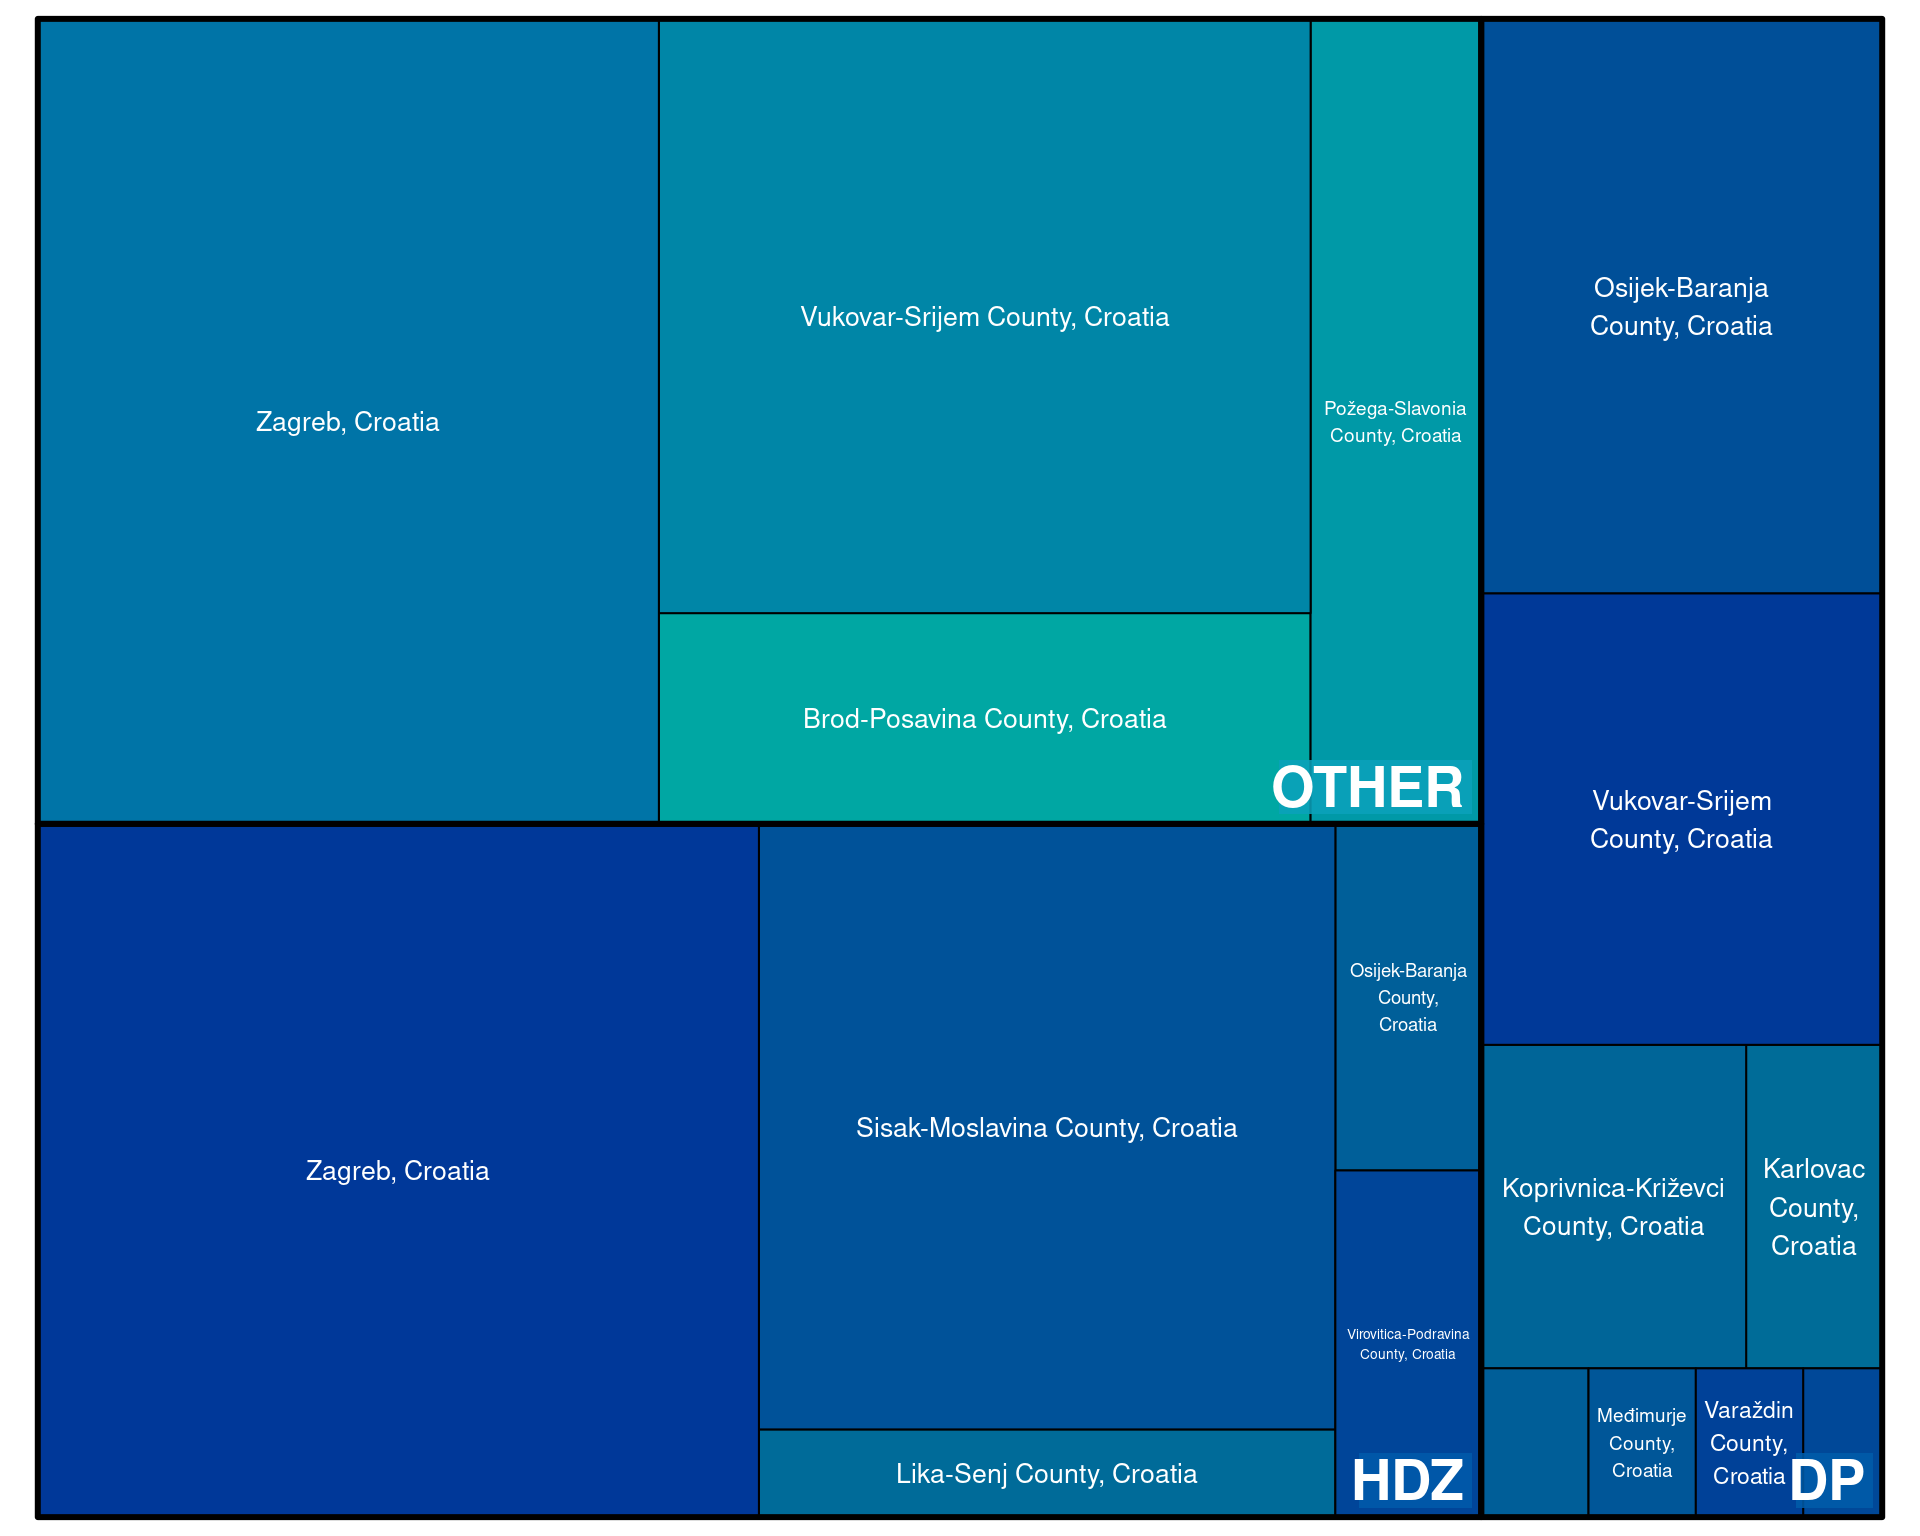 Zagreb, Croatia
Vukovar-Srijem County, Croatia
Požega-Slavonia
County, Croatia
Brod-Posavina County, Croatia
OTHER
Osijek-Baranja
County, Croatia
Vukovar-Srijem
County, Croatia
Zagreb, Croatia
Sisak-Moslavina County, Croatia
Lika-Senj County, Croatia
Osijek-Baranja
County,
Croatia
Virovitica-Podravina
County, Croatia
HDZ
Koprivnica-Križevci
County, Croatia
Karlovac
County,
Croatia
Međimurje
County,
Croatia
Varaždin
County,
Croatia
DP